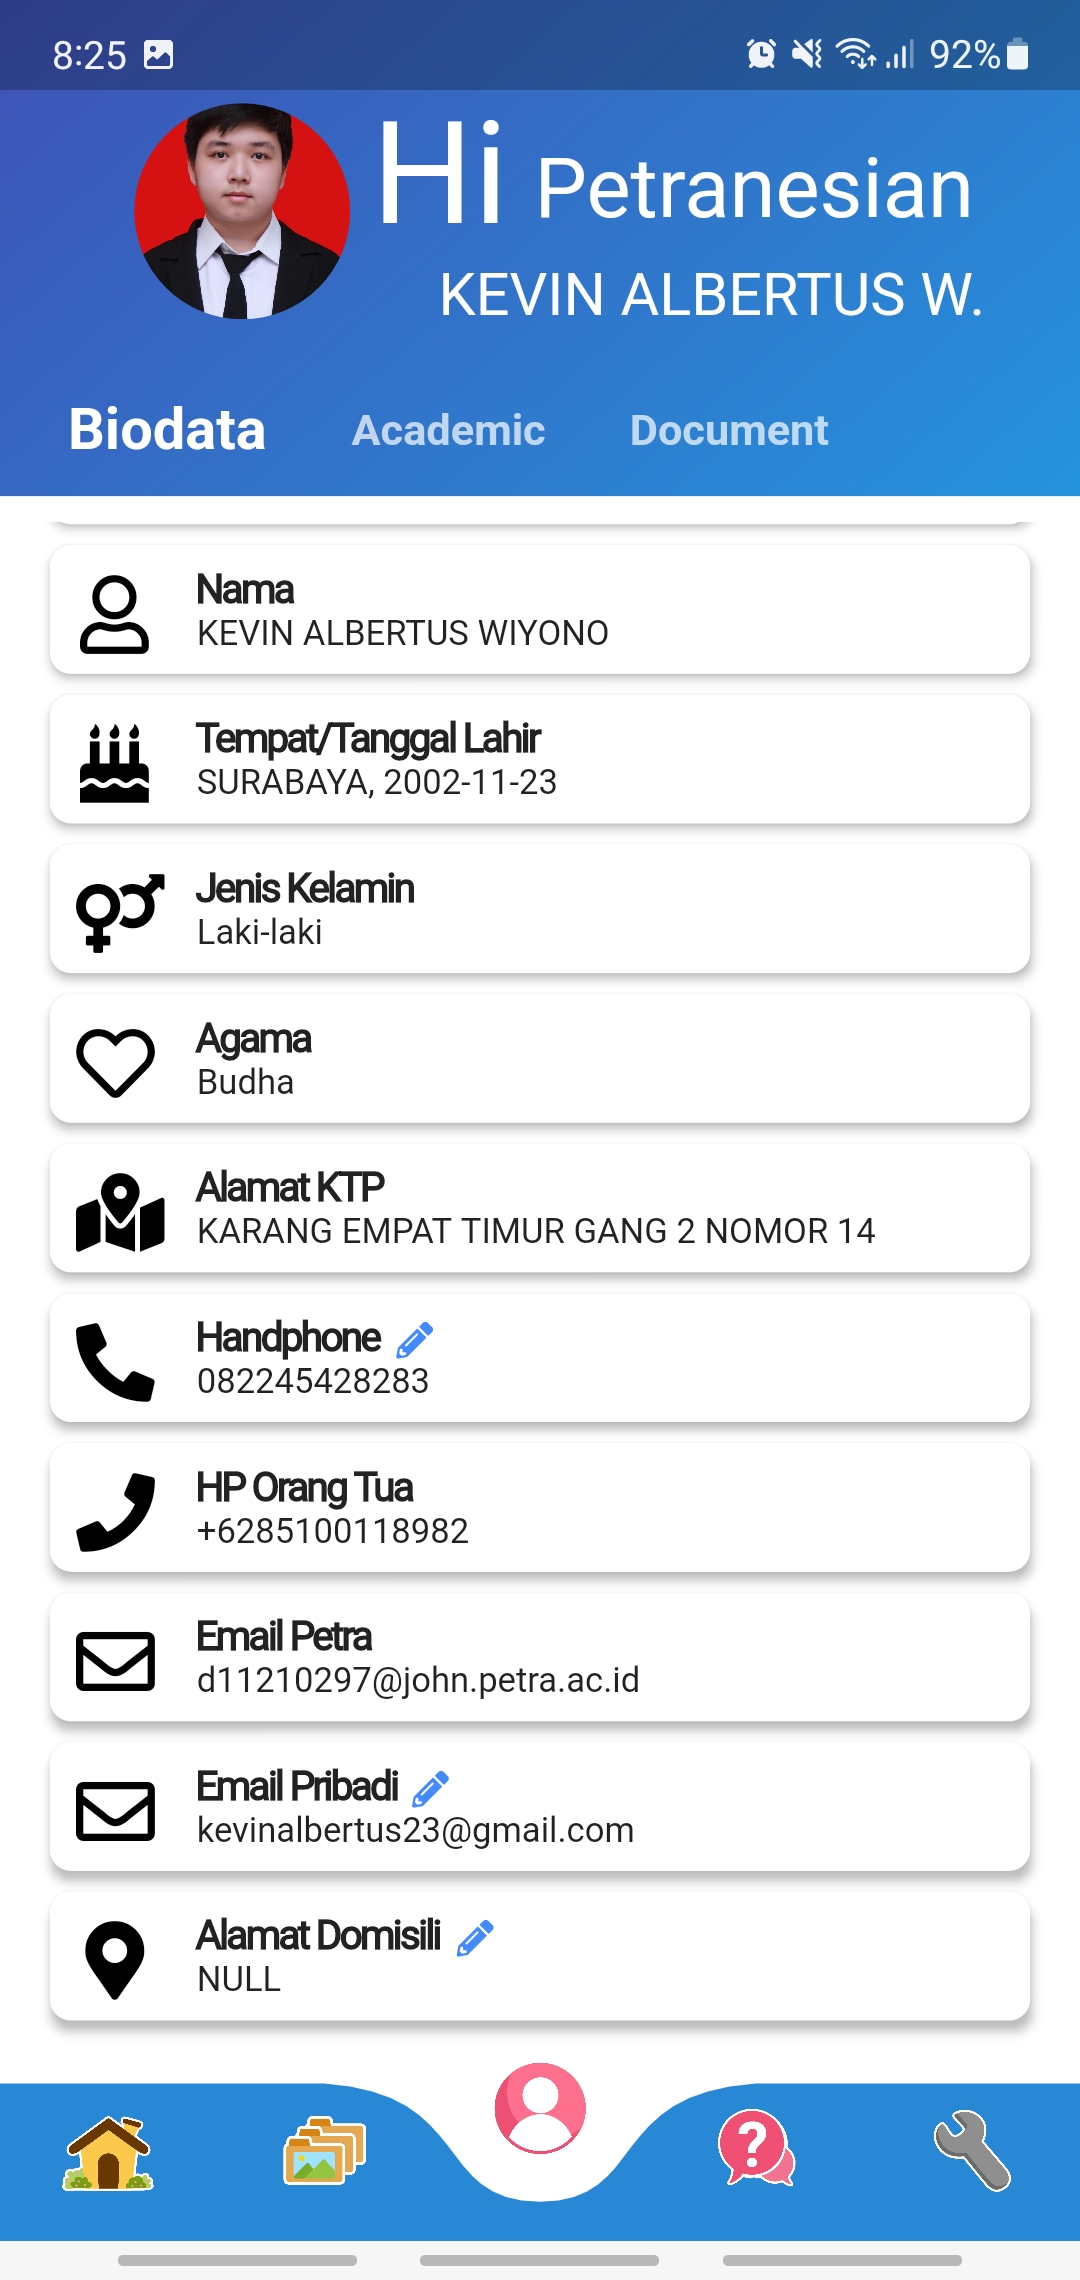 8:25 92%
Hi Petranesian
KEVIN ALBERTUS W.
Biodata Academic Document
Nama
KEVIN ALBERTUS WIYONO
Tempat/Tanggal Lahir
SURABAYA, 2002-11-23
Jenis Kelamin
Laki-laki
Agama
Budha
Alamat KTP
KARANG EMPAT TIMUR GANG 2 NOMOR 14
Handphone
082245428283
HP Orang Tua
+6285100118982
Email Petra
d11210297@john.petra.ac.id
Email Pribadi
kevinalbertus23@gmail.com
Alamat Domisili
NULL